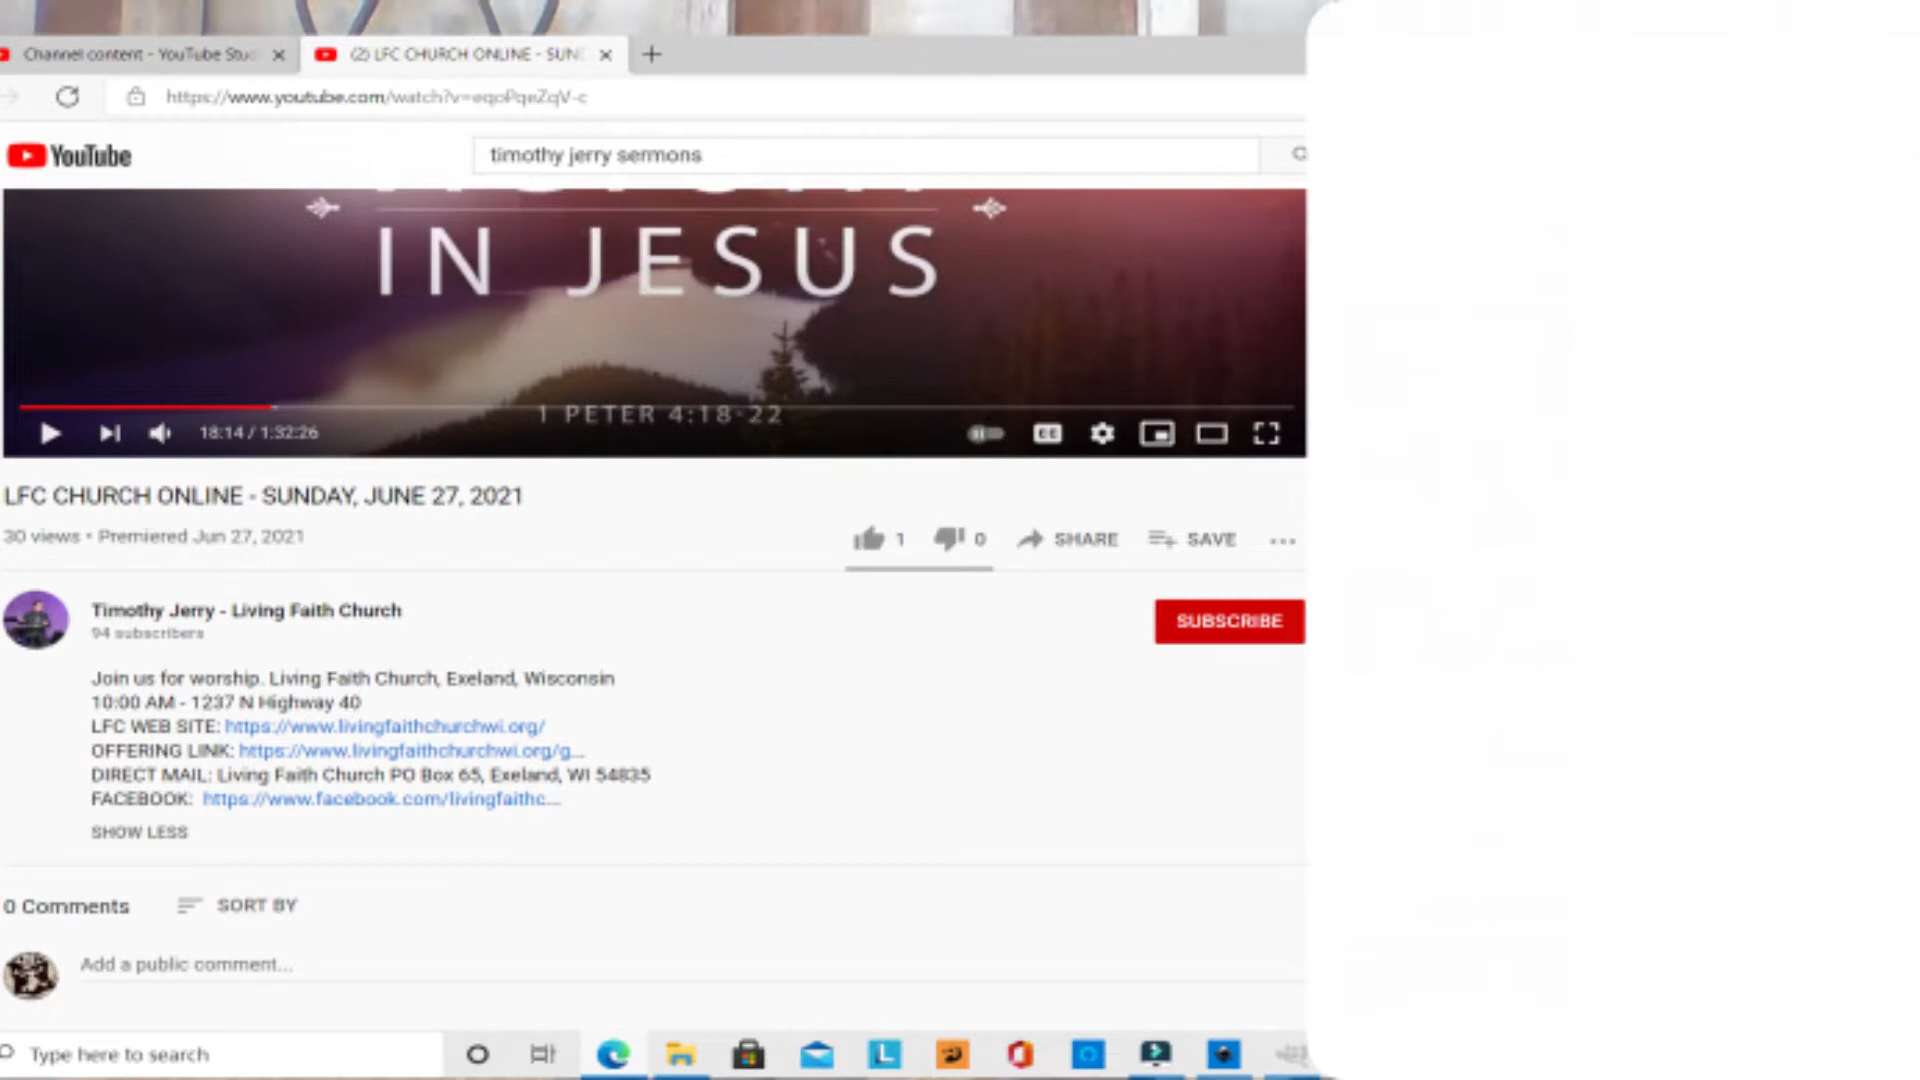 Channel content - YouTube Stu
(2) LFC CHURCH ONLINE - SUN
https://www.youtube.com/watch?v=eqoPqeZqV-c
YouTube
timothy jerry sermons
IN JESUS
1 PETER 4:18-22
18:14 / 1:32:26
CC
LFC CHURCH ONLINE - SUNDAY, JUNE 27, 2021
30 views • Premiered Jun 27, 2021
1 0 SHARE SAVE ...
Timothy Jerry - Living Faith Church
94 subscribers
SUBSCRIBE
Join us for worship. Living Faith Church, Exeland, Wisconsin
10:00 AM - 1237 N Highway 40
LFC WEB SITE: https://www.livingfaithchurchwi.org/
OFFERING LINK: https://www.livingfaithchurchwi.org/g...
DIRECT MAIL: Living Faith Church PO Box 65, Exeland, WI 54835
FACEBOOK: https://www.facebook.com/livingfaithc...
SHOW LESS
0 Comments SORT BY
Add a public comment...
Type here to search
L